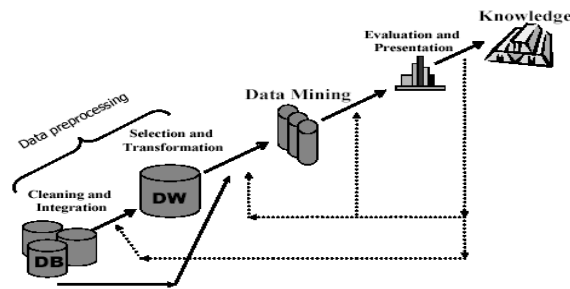 Knowledge
Evaluation and
Presentation
Data Mining
Data preprocessing
Selection and
Transformation
DW
Cleaning and
Integration
DB